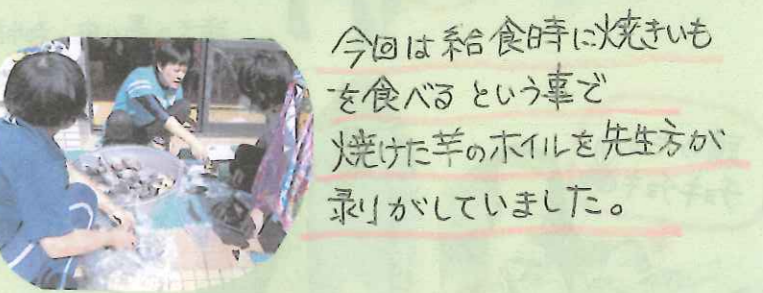 今回は給食時に焼きいも
を食べるという事で
焼けた芋のホイルを先生方が
剥がしていました。